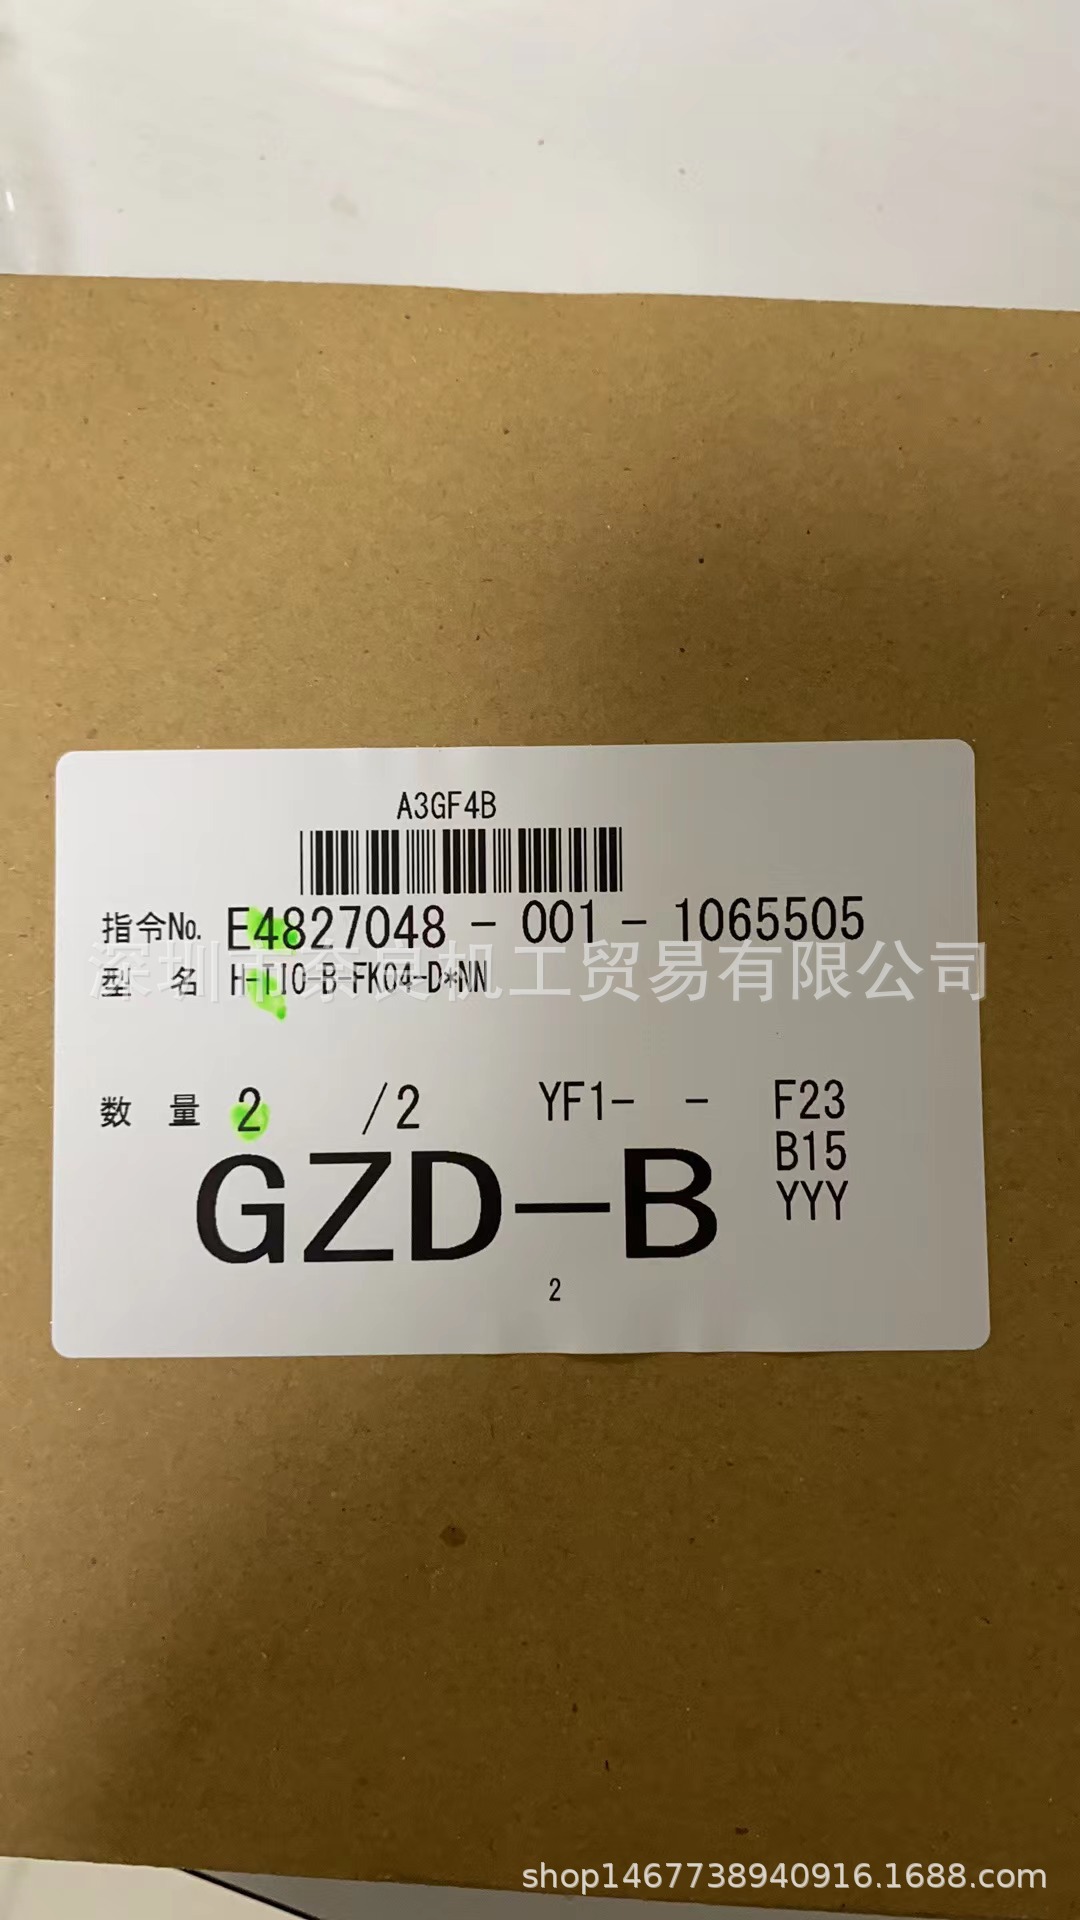 A3GF4B
指令No. E4827048 - 001 - 1065505
型 名 H-TIO-B-FK04-D*NN
深圳市奈良机工贸易有限公司
数 量 2 /2 YF1- - F23
B15
GZD-B YYY
2
shop1467738940916.1688.com